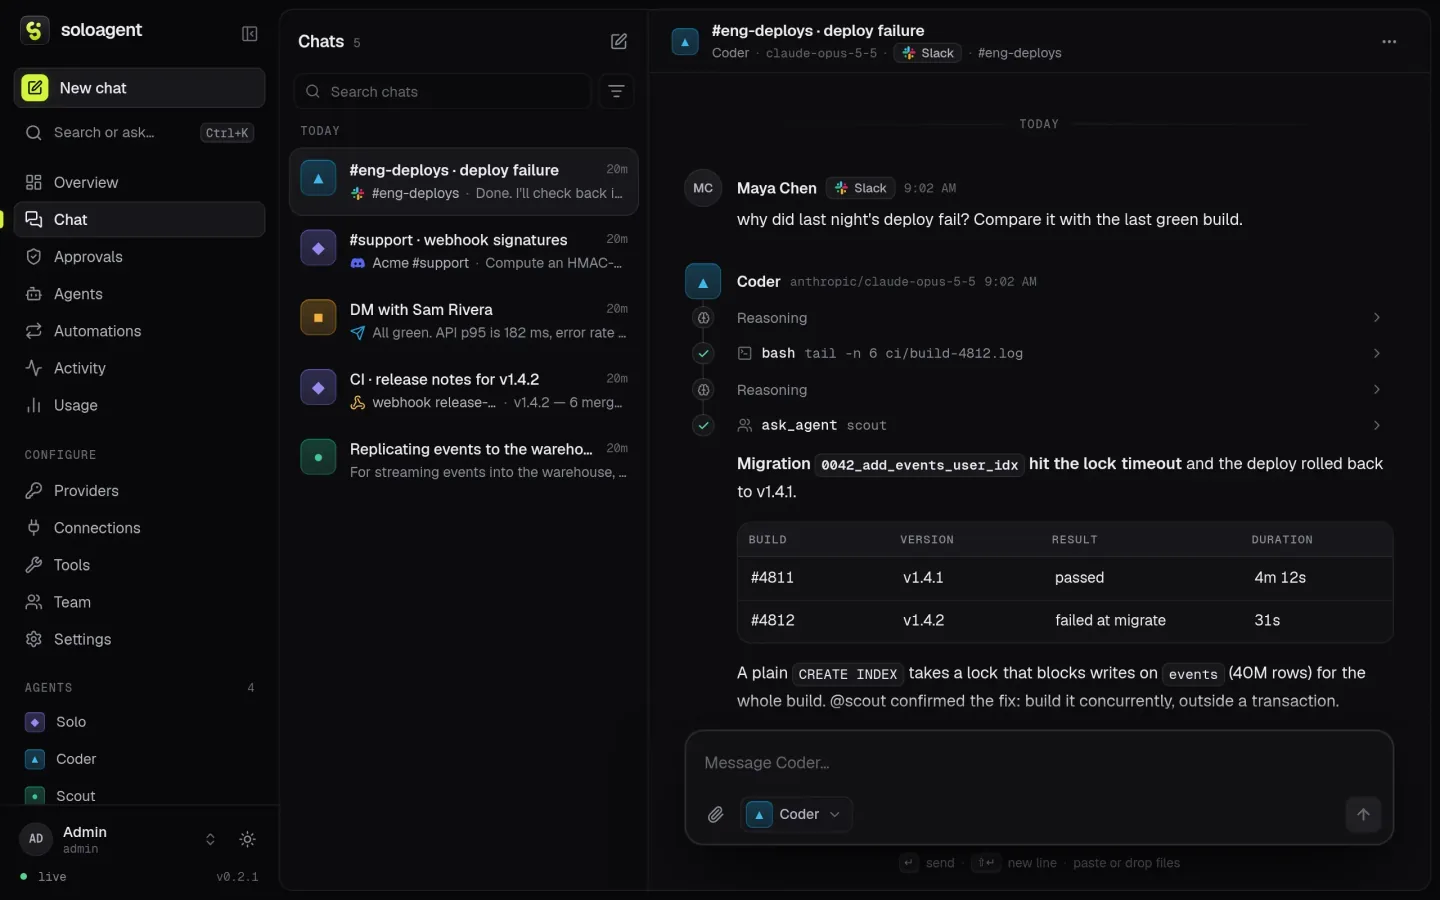 soloagent
New chat
Search or ask... Ctrl+K
Overview
Chat
Approvals
Agents
Automations
Activity
Usage
CONFIGURE
Providers
Connections
Tools
Team
Settings
AGENTS 4
Solo
Coder
Scout
AD Admin
admin
live v0.2.1
Chats 5
Search chats
TODAY
#eng-deploys · deploy failure 20m
#eng-deploys · Done. I'll check back i...
#support · webhook signatures 20m
Acme #support · Compute an HMAC-...
DM with Sam Rivera 20m
All green. API p95 is 182 ms, error rate ...
CI · release notes for v1.4.2 20m
webhook release-... · v1.4.2 — 6 merg...
Replicating events to the wareho... 20m
For streaming events into the warehouse, ...
#eng-deploys · deploy failure
Coder · claude-opus-5-5 · Slack · #eng-deploys
TODAY
MC Maya Chen Slack 9:02 AM
why did last night's deploy fail? Compare it with the last green build.
Coder anthropic/claude-opus-5-5 9:02 AM
Reasoning
bash tail -n 6 ci/build-4812.log
Reasoning
ask_agent scout
Migration 0042_add_events_user_idx hit the lock timeout and the deploy rolled back
to v1.4.1.
BUILD VERSION RESULT DURATION
#4811 v1.4.1 passed 4m 12s
#4812 v1.4.2 failed at migrate 31s
A plain CREATE INDEX takes a lock that blocks writes on events (40M rows) for the
whole build. @scout confirmed the fix: build it concurrently, outside a transaction.
Message Coder...
Coder
↵ send · ⇧↵ new line · paste or drop files